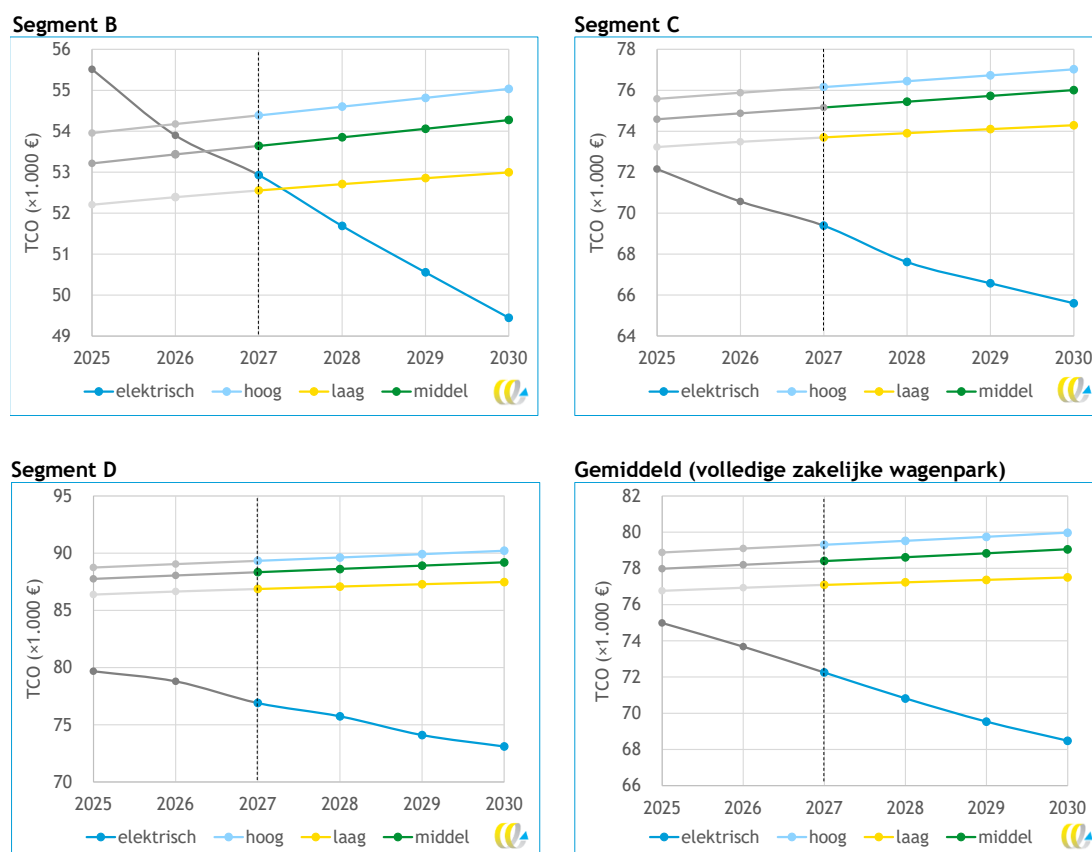 Segment B
TCO (×1.000 €)
56
55
54
53
52
51
50
49
2025 2026 2027 2028 2029 2030
elektrisch hoog laag middel
Segment C
TCO (×1.000 €)
78
76
74
72
70
68
66
64
2025 2026 2027 2028 2029 2030
elektrisch hoog laag middel
Segment D
TCO (×1.000 €)
95
90
85
80
75
70
2025 2026 2027 2028 2029 2030
elektrisch hoog laag middel
Gemiddeld (volledige zakelijke wagenpark)
TCO (×1.000 €)
82
80
78
76
74
72
70
68
66
2025 2026 2027 2028 2029 2030
elektrisch hoog laag middel